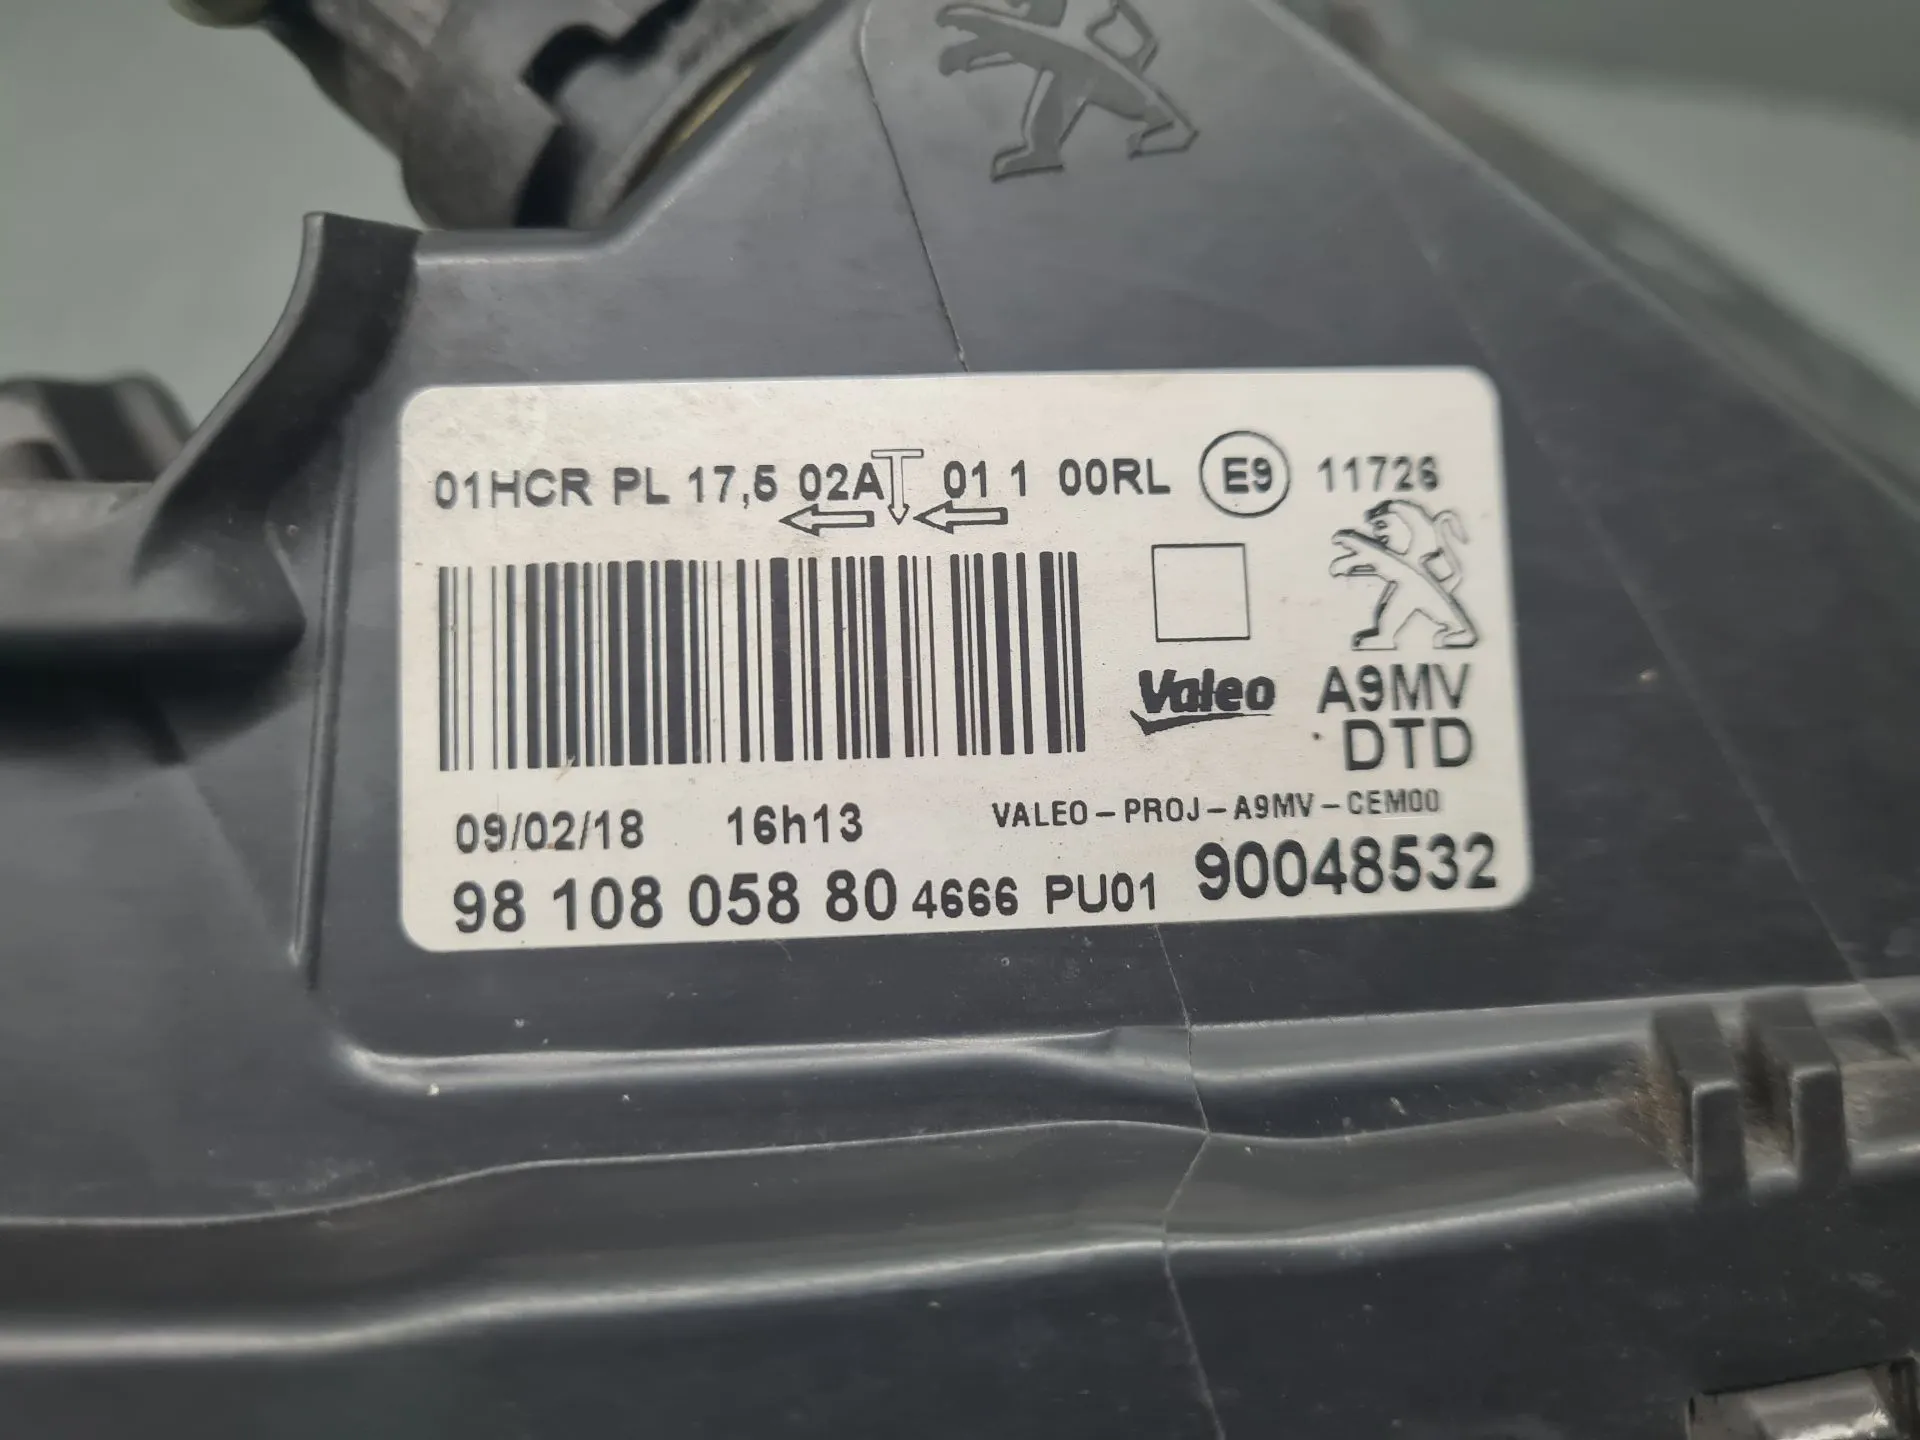 01HCR PL 17,5 02A 01 1 00RL E9 11726
Valeo
A9MV
DTD
09/02/18 16h13 VALEO-PROJ-A9MV-CEM00
98 108 058 80 4666 PU01 90048532